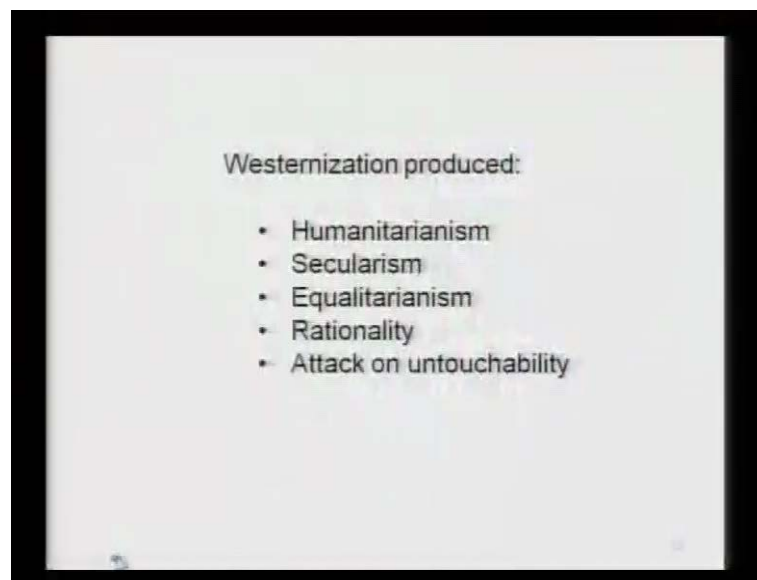 Westernization produced:
• Humanitarianism
• Secularism
• Equalitarianism
• Rationality
• Attack on untouchability